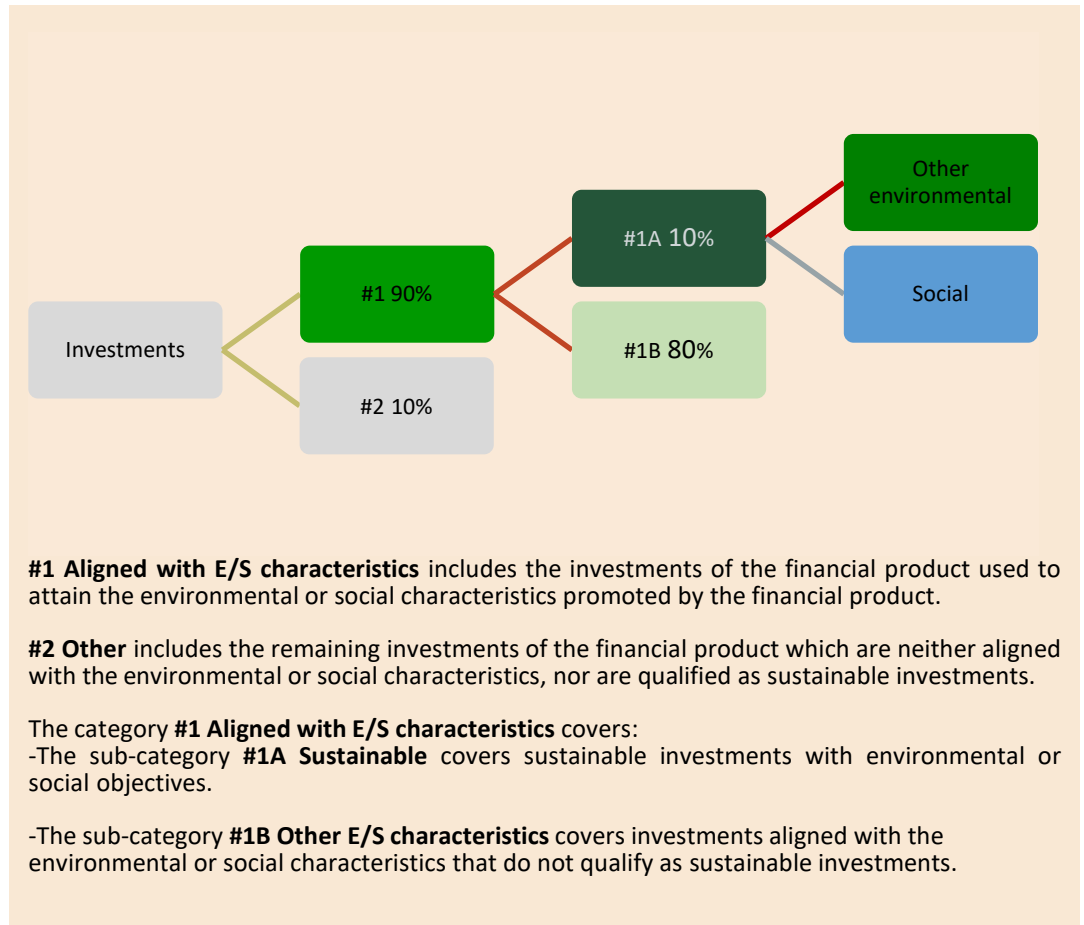 Other
environmental
#1A 10%
#1 90%
Social
Investments
#1B 80%
#2 10%
#1 Aligned with E/S characteristics includes the investments of the financial product used to
attain the environmental or social characteristics promoted by the financial product.
#2 Other includes the remaining investments of the financial product which are neither aligned
with the environmental or social characteristics, nor are qualified as sustainable investments.
The category #1 Aligned with E/S characteristics covers:
-The sub-category #1A Sustainable covers sustainable investments with environmental or
social objectives.
-The sub-category #1B Other E/S characteristics covers investments aligned with the
environmental or social characteristics that do not qualify as sustainable investments.